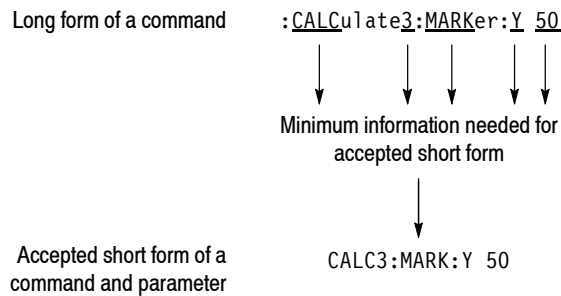 Long form of a command :CALCulate3:MARKer:Y 50
Minimum information needed for
accepted short form
Accepted short form of a CALC3:MARK:Y 50
command and parameter